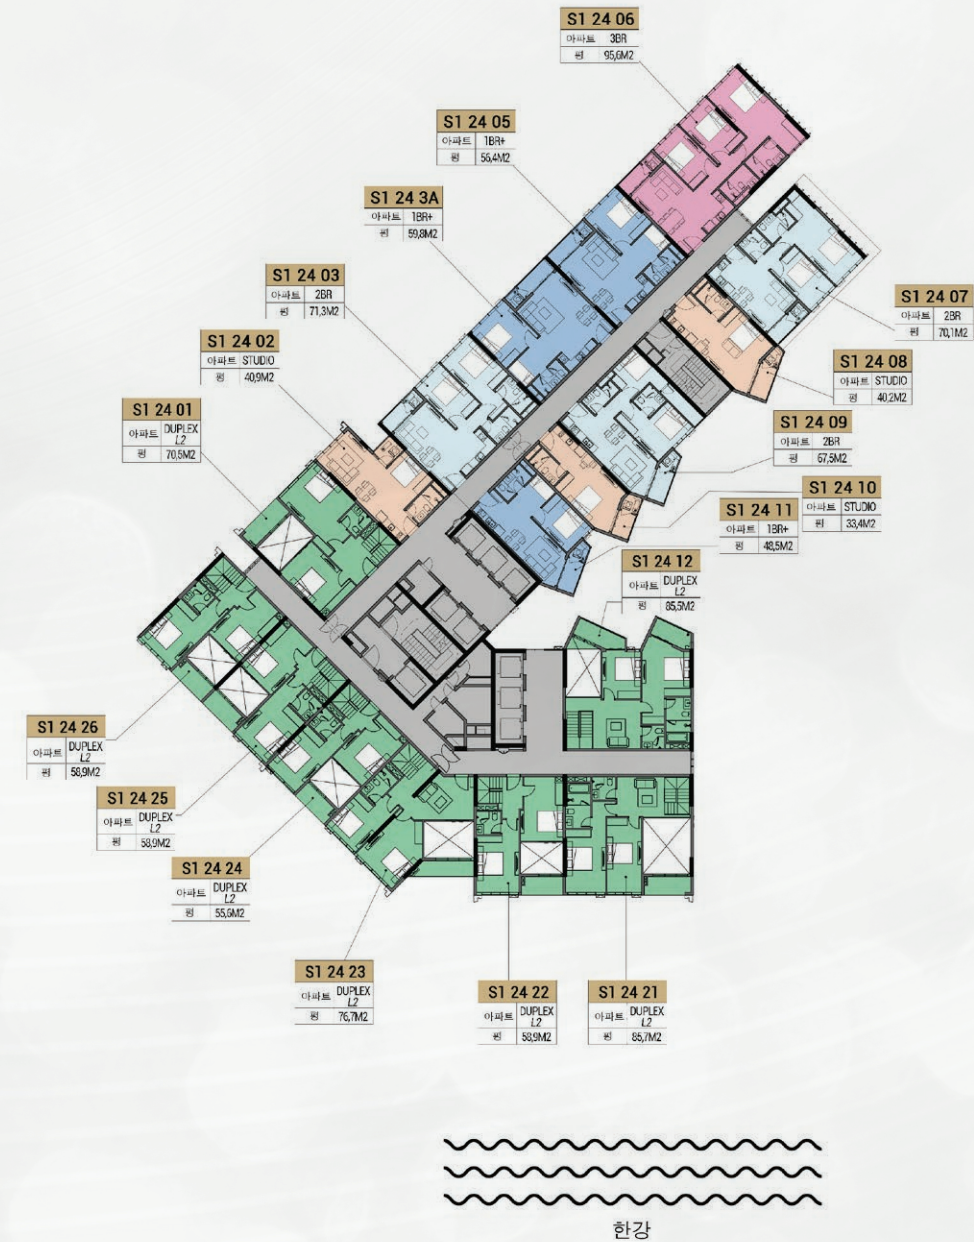 S1 24 06
아파트 3BR
평 95,6M2
S1 24 05
아파트 1BR+
평 56,4M2
S1 24 3A
아파트 1BR+
평 59,8M2
S1 24 03
아파트 2BR
평 71,3M2
S1 24 07
아파트 2BR
평 70,1M2
S1 24 02
아파트 STUDIO
평 40,9M2
S1 24 08
아파트 STUDIO
평 40,2M2
S1 24 01
아파트 DUPLEX
L2
평 70,5M2
S1 24 09
아파트 2BR
평 67,5M2
S1 24 10
아파트 STUDIO
평 33,4M2
S1 24 11
아파트 1BR+
평 48,5M2
S1 24 12
아파트 DUPLEX
L2
평 85,5M2
S1 24 26
아파트 DUPLEX
L2
평 58,9M2
S1 24 25
아파트 DUPLEX
L2
평 58,9M2
S1 24 24
아파트 DUPLEX
L2
평 55,6M2
S1 24 23
아파트 DUPLEX
L2
평 76,7M2
S1 24 22
아파트 DUPLEX
L2
평 58,9M2
S1 24 21
아파트 DUPLEX
L2
평 85,7M2
한강